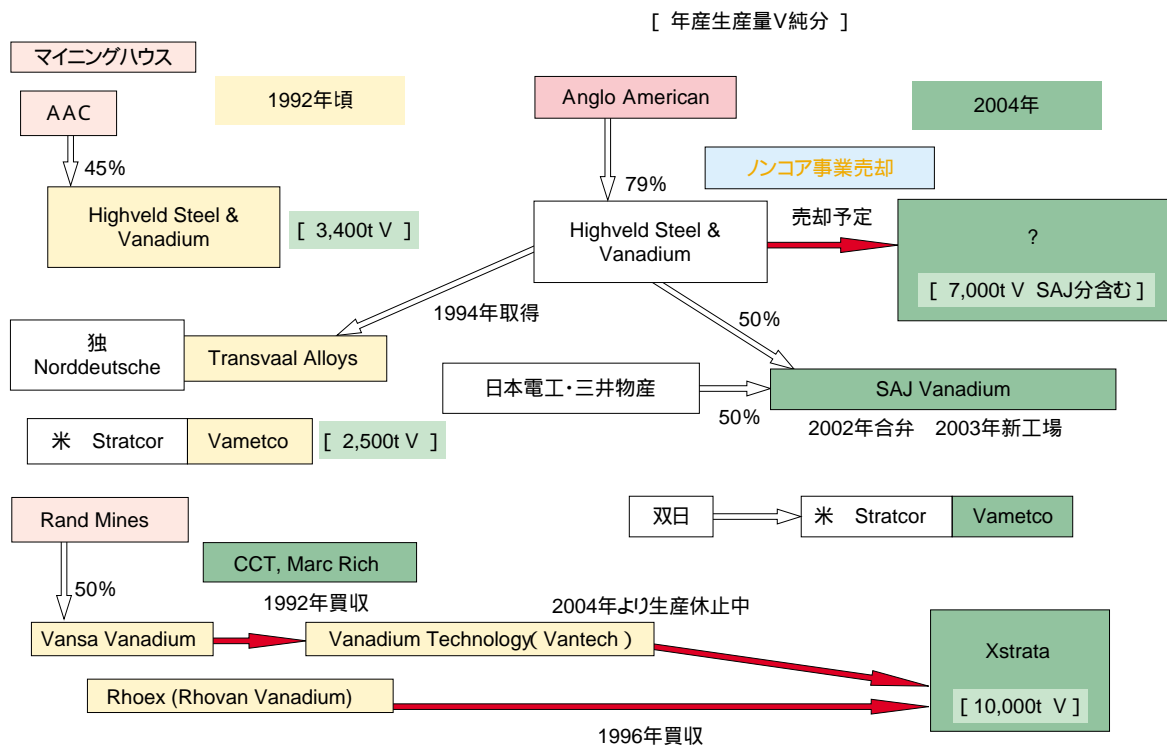 [ 年産生産量V純分 ]
マイニングハウス
1992年頃
Anglo American
2004年
AAC
ノンコア事業売却
45%
79%
Highveld Steel &
Vanadium
[ 3,400t V ]
Highveld Steel &
Vanadium
売却予定
?
[ 7,000t V SAJ分含む ]
1994年取得
50%
独
Norddeutsche
Transvaal Alloys
日本電工・三井物産
50%
SAJ Vanadium
2002年合弁 2003年新工場
米 Stratcor
Vametco
[ 2,500t V ]
Rand Mines
双日
米 Stratcor
Vametco
CCT, Marc Rich
50%
1992年買収
2004年より生産休止中
Vansa Vanadium
Vanadium Technology( Vantech )
Xstrata
[ 10,000t V ]
Rhoex (Rhovan Vanadium)
1996年買収